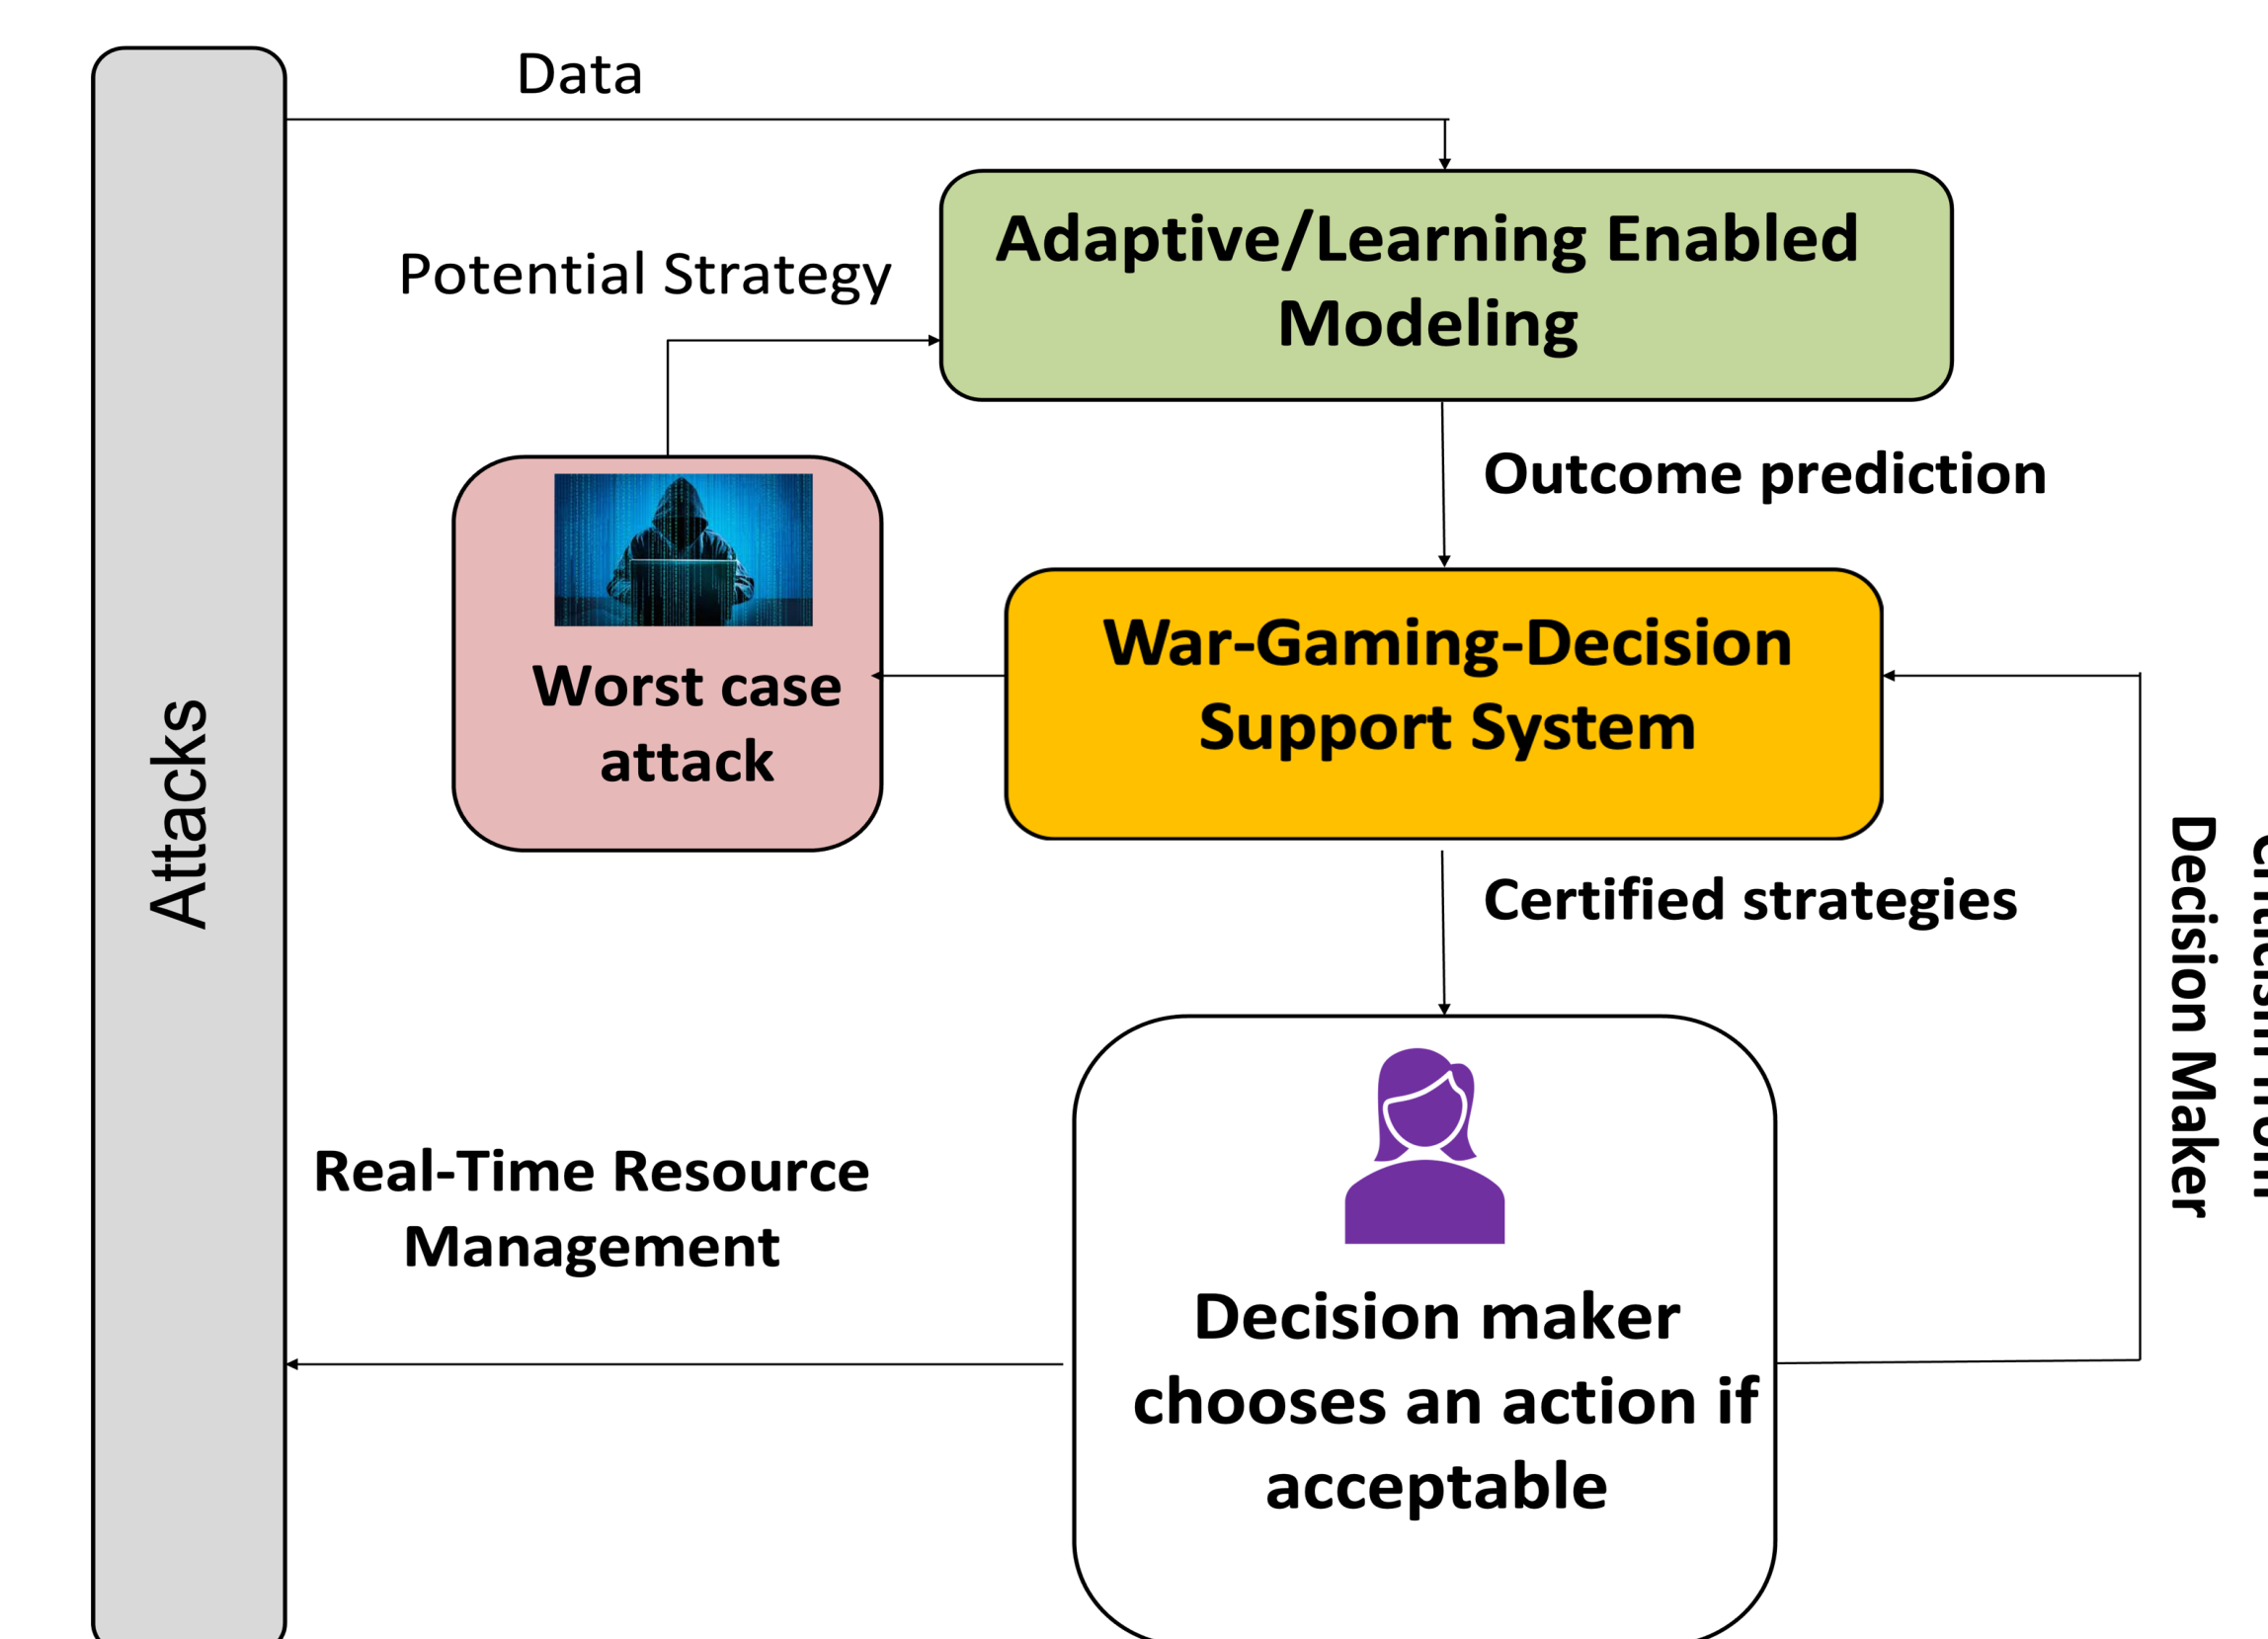 Data
Adaptive/Learning Enabled
Modeling
Potential Strategy
Outcome prediction
War-Gaming-Decision
Support System
Worst case
attack
Attacks
Certified strategies
Decision Maker
Real-Time Resource
Management
Decision maker
chooses an action if
acceptable